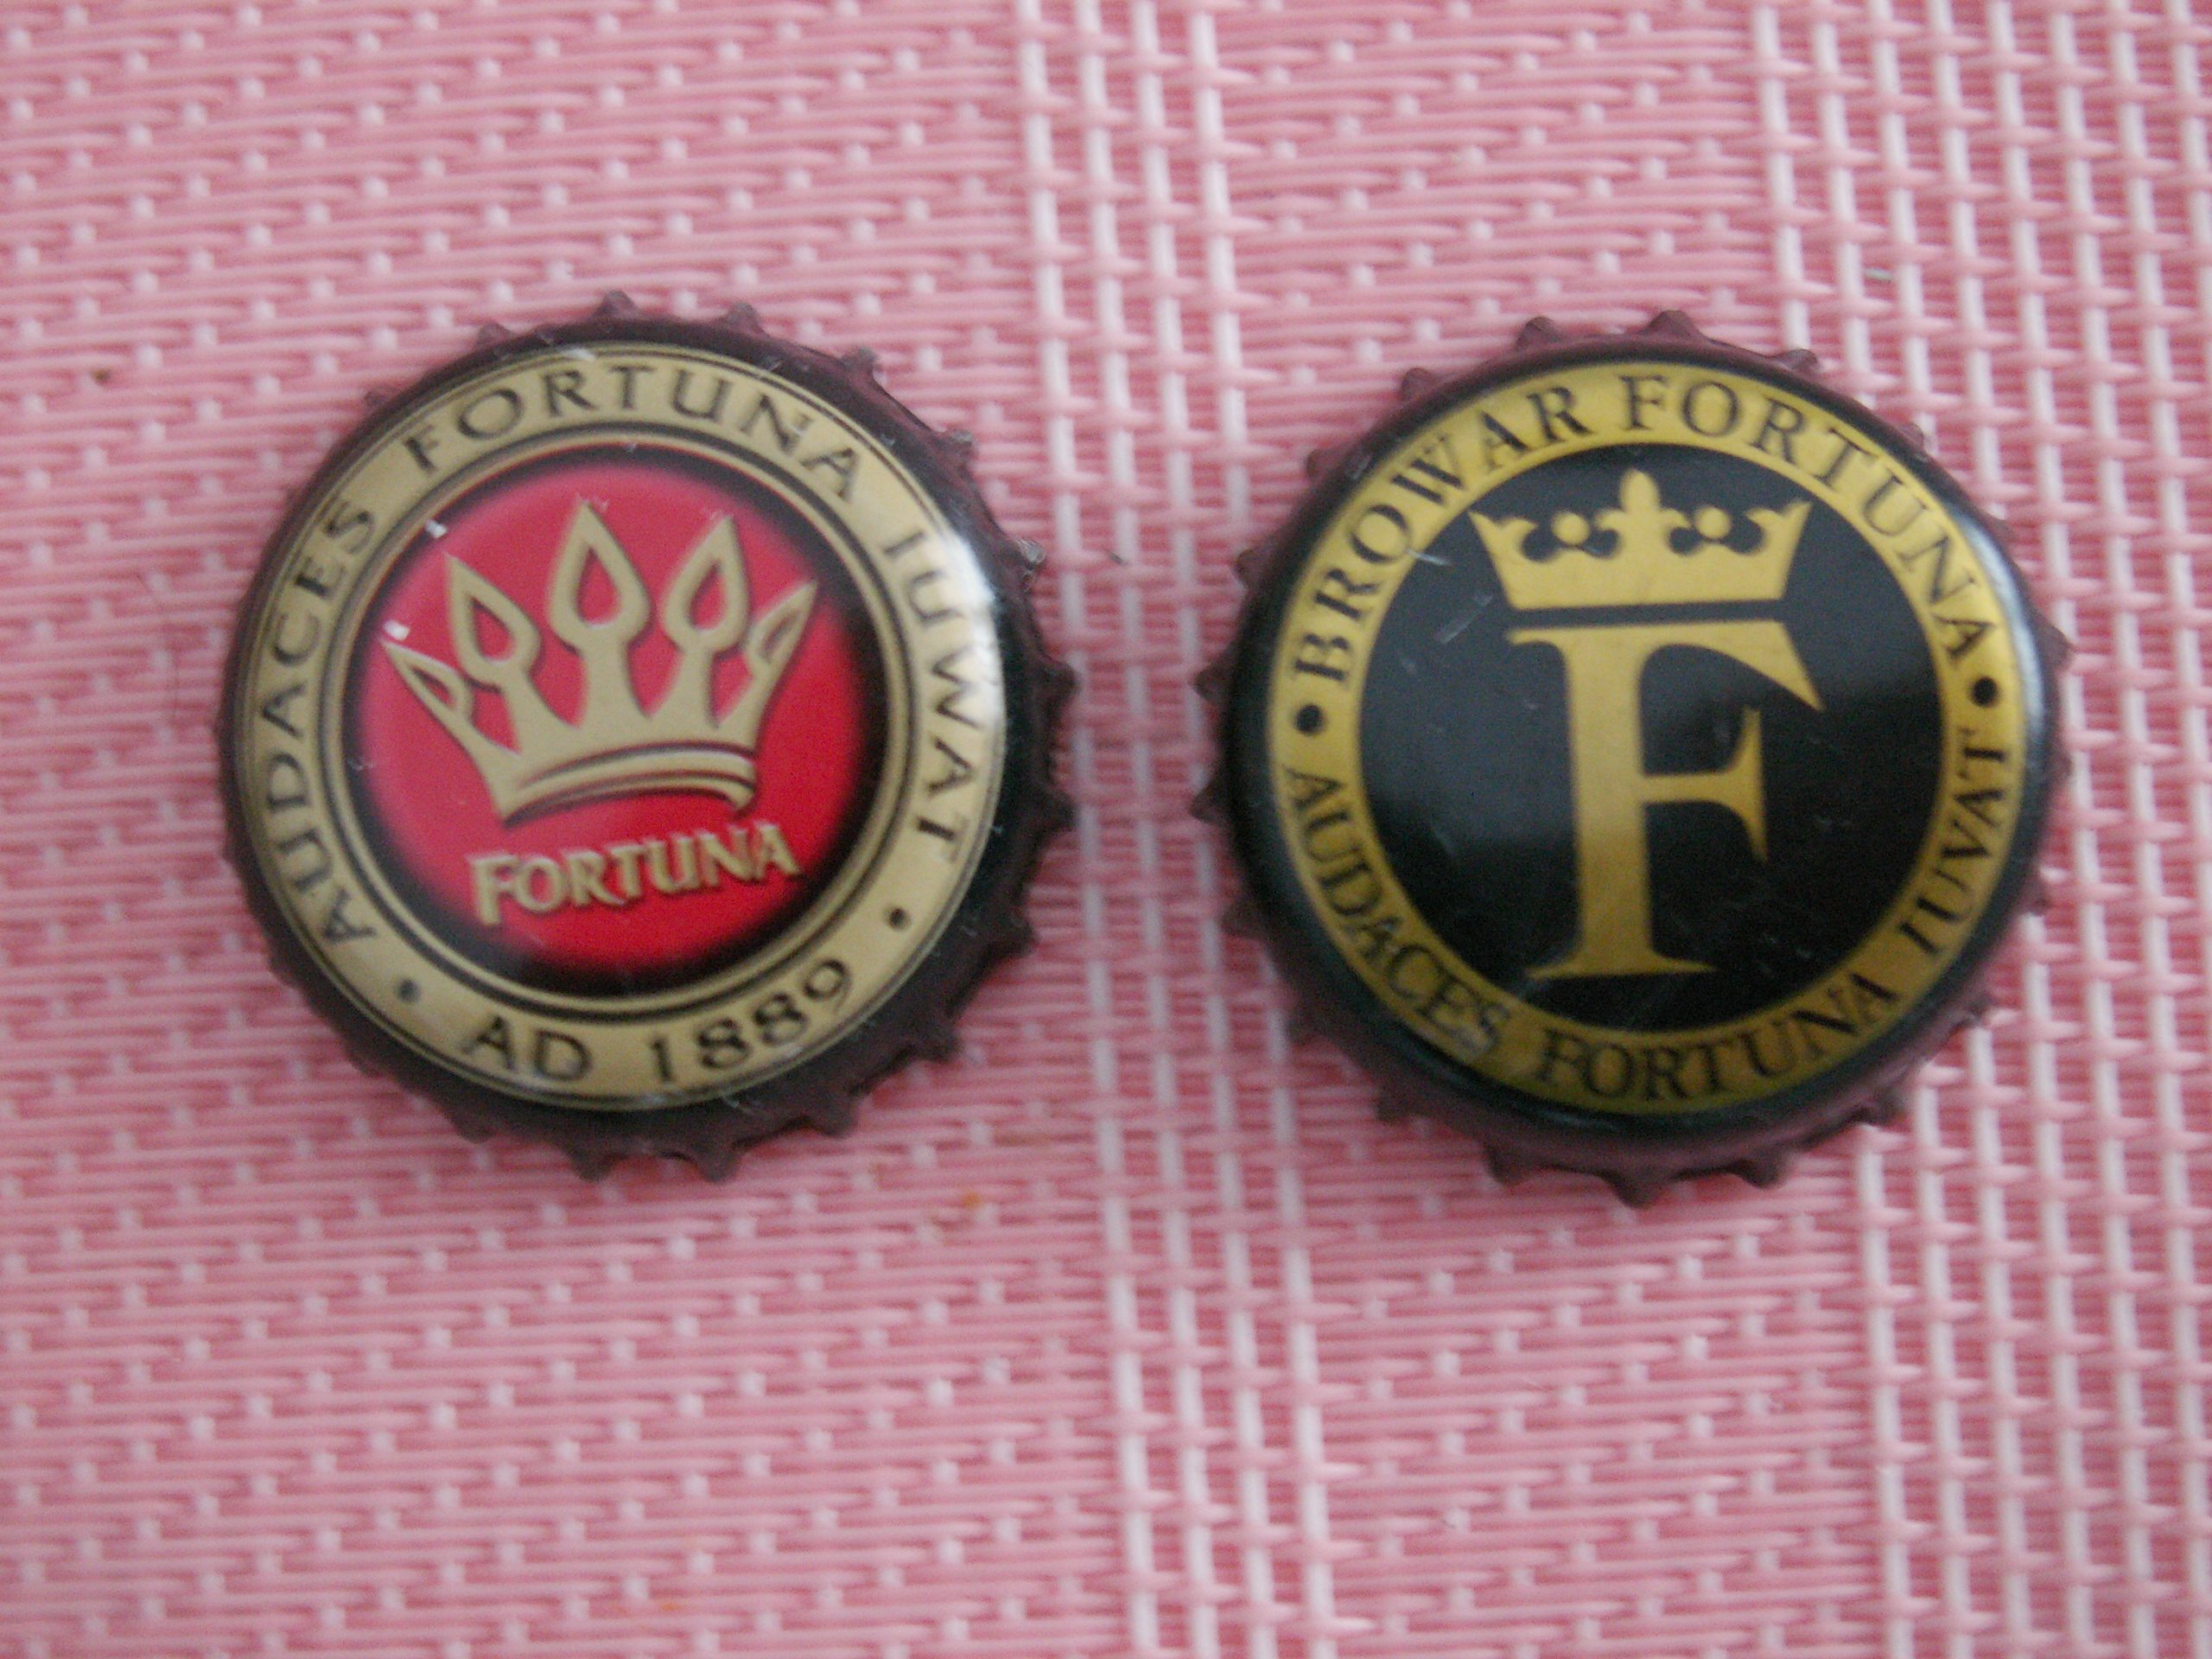 AUDACES FORTUNA IUWAT
FORTUNA
• AD 1889 •
• BROWAR FORTUNA •
F
AUDACES FORTUNA IUVAT